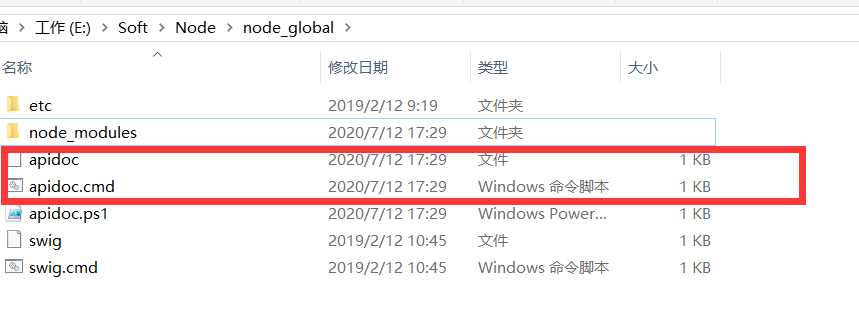 脑 > 工作 (E:) > Soft > Node > node_global >
名称 修改日期 类型 大小
etc 2019/2/12 9:19 文件夹
node_modules 2020/7/12 17:29 文件夹
apidoc 2020/7/12 17:29 文件 1 KB
apidoc.cmd 2020/7/12 17:29 Windows 命令脚本 1 KB
apidoc.ps1 2020/7/12 17:29 Windows Power... 1 KB
swig 2019/2/12 10:45 文件 1 KB
swig.cmd 2019/2/12 10:45 Windows 命令脚本 1 KB